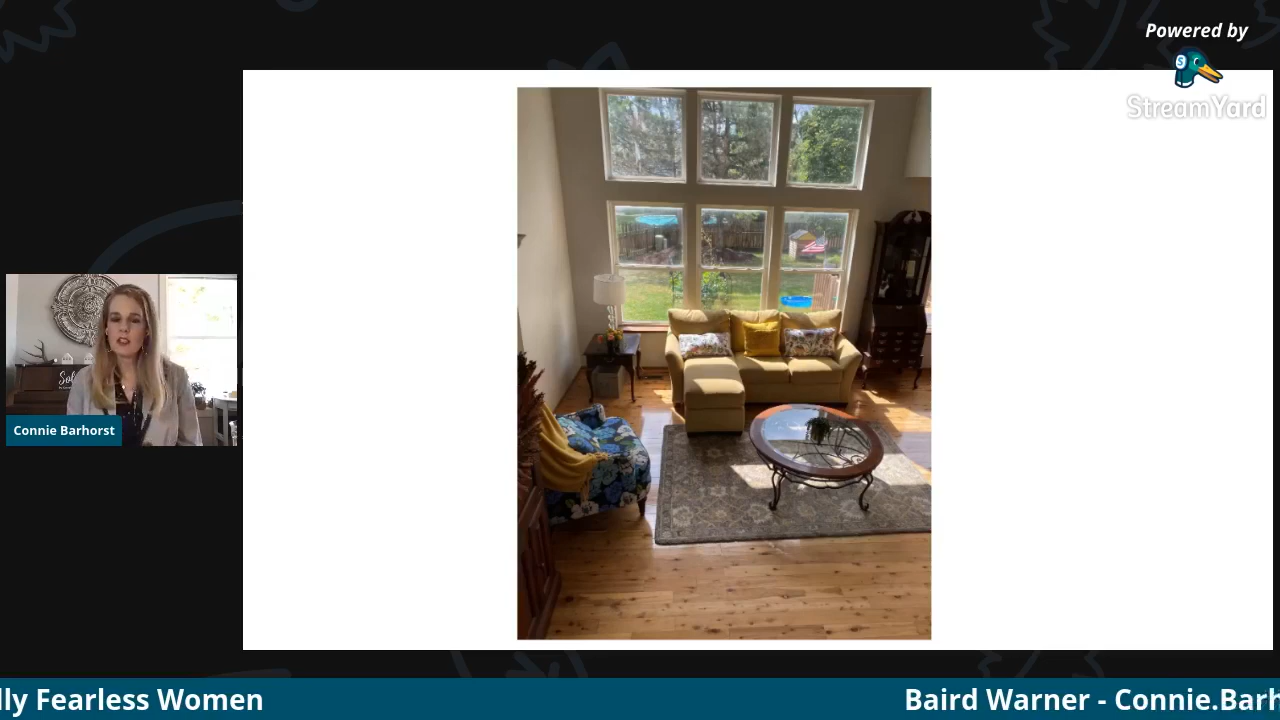 Powered by
StreamYard
Connie Barhorst
lly Fearless Women
Baird Warner - Connie.Barh